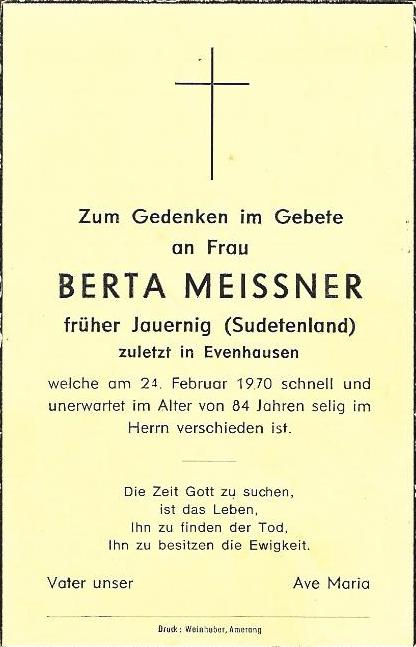 Zum Gedenken im Gebete
an Frau
BERTA MEISSNER
früher Jauernig (Sudetenland)
zuletzt in Evenhausen
welche am 24. Februar 1970 schnell und
unerwartet im Alter von 84 Jahren selig im
Herrn verschieden ist.
Die Zeit Gott zu suchen,
ist das Leben,
Ihn zu finden der Tod,
Ihn zu besitzen die Ewigkeit.
Vater unser Ave Maria
Druck: Weinhuber, Amerang